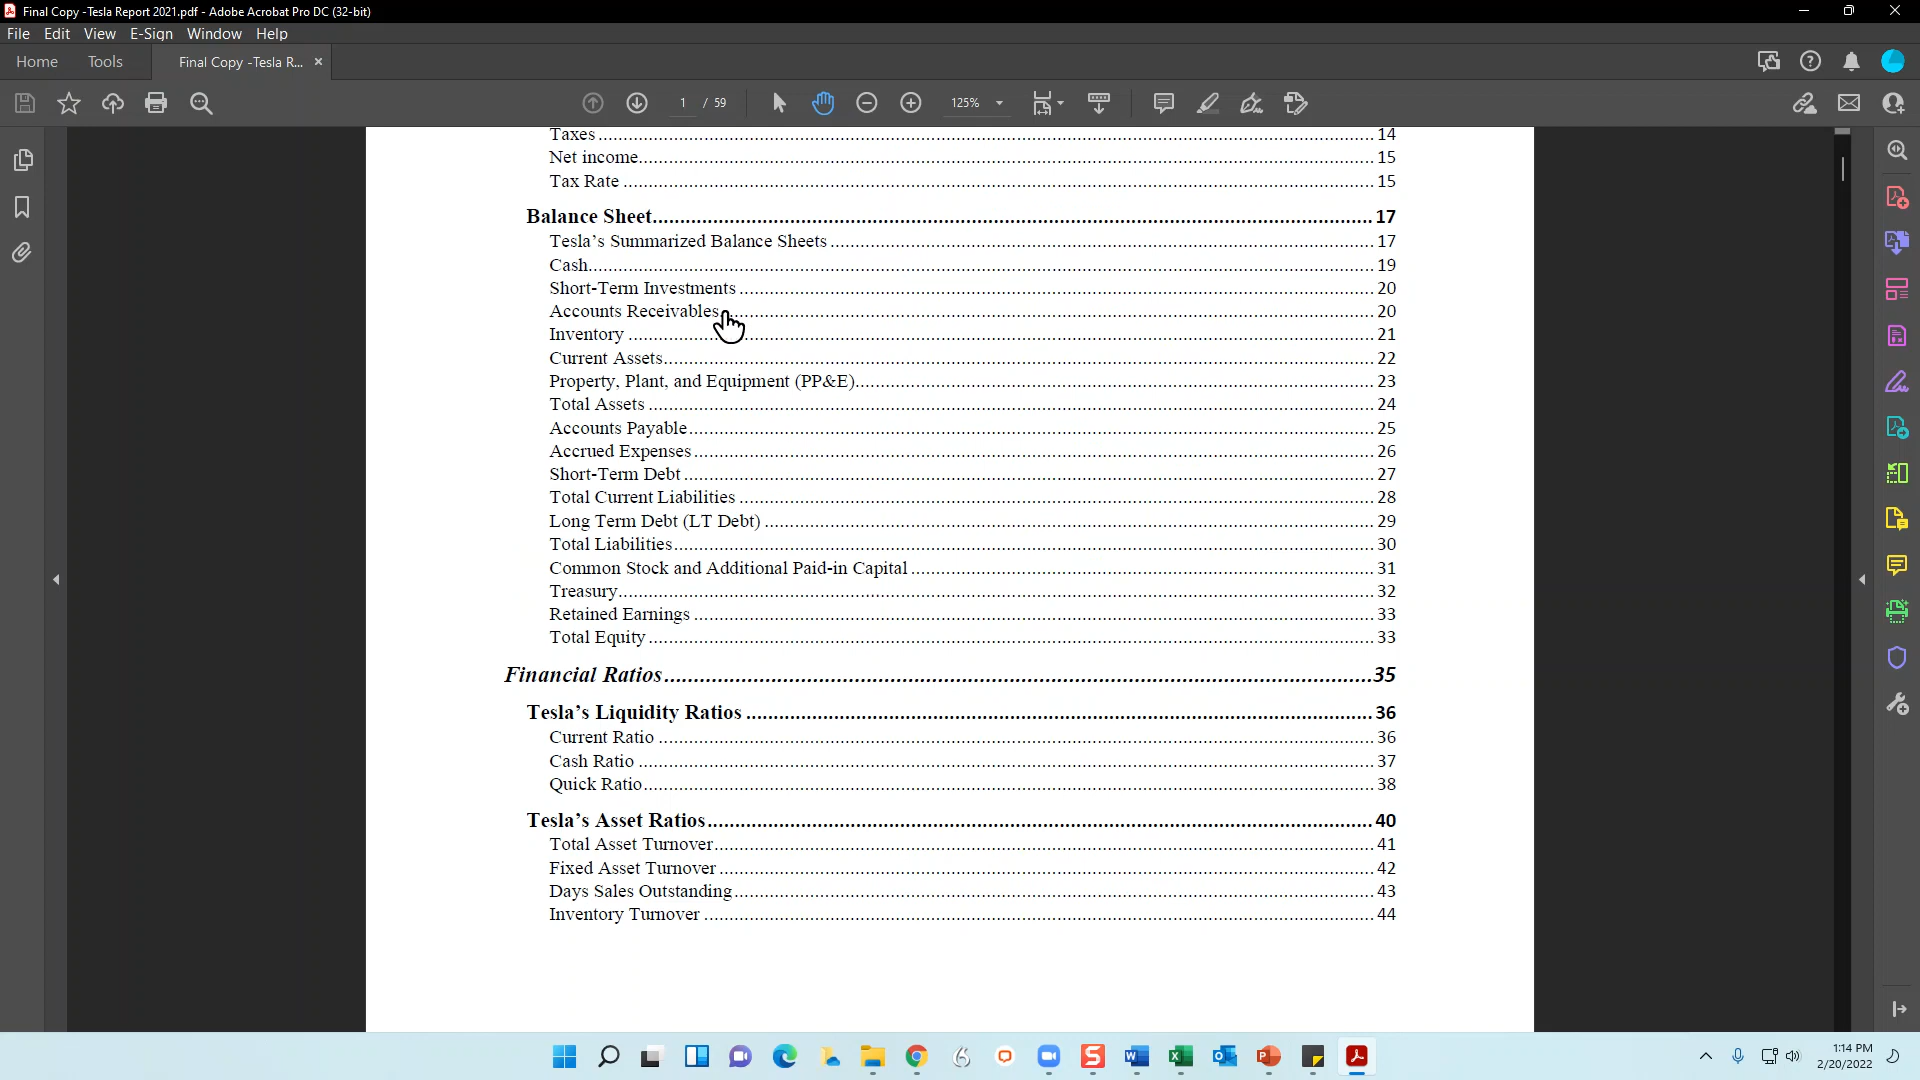 Final Copy -Tesla Report 2021.pdf - Adobe Acrobat Pro DC (32-bit)
File Edit View E-Sign Window Help
Home Tools Final Copy -Tesla R... ×
1 / 59 125%
Taxes 14
Net income 15
Tax Rate 15
Balance Sheet 17
Tesla's Summarized Balance Sheets 17
Cash 19
Short-Term Investments 20
Accounts Receivables 20
Inventory 21
Current Assets 22
Property, Plant, and Equipment (PP&E) 23
Total Assets 24
Accounts Payable 25
Accrued Expenses 26
Short-Term Debt 27
Total Current Liabilities 28
Long Term Debt (LT Debt) 29
Total Liabilities 30
Common Stock and Additional Paid-in Capital 31
Treasury 32
Retained Earnings 33
Total Equity 33
Financial Ratios 35
Tesla's Liquidity Ratios 36
Current Ratio 36
Cash Ratio 37
Quick Ratio 38
Tesla's Asset Ratios 40
Total Asset Turnover 41
Fixed Asset Turnover 42
Days Sales Outstanding 43
Inventory Turnover 44
1:14 PM
2/20/2022